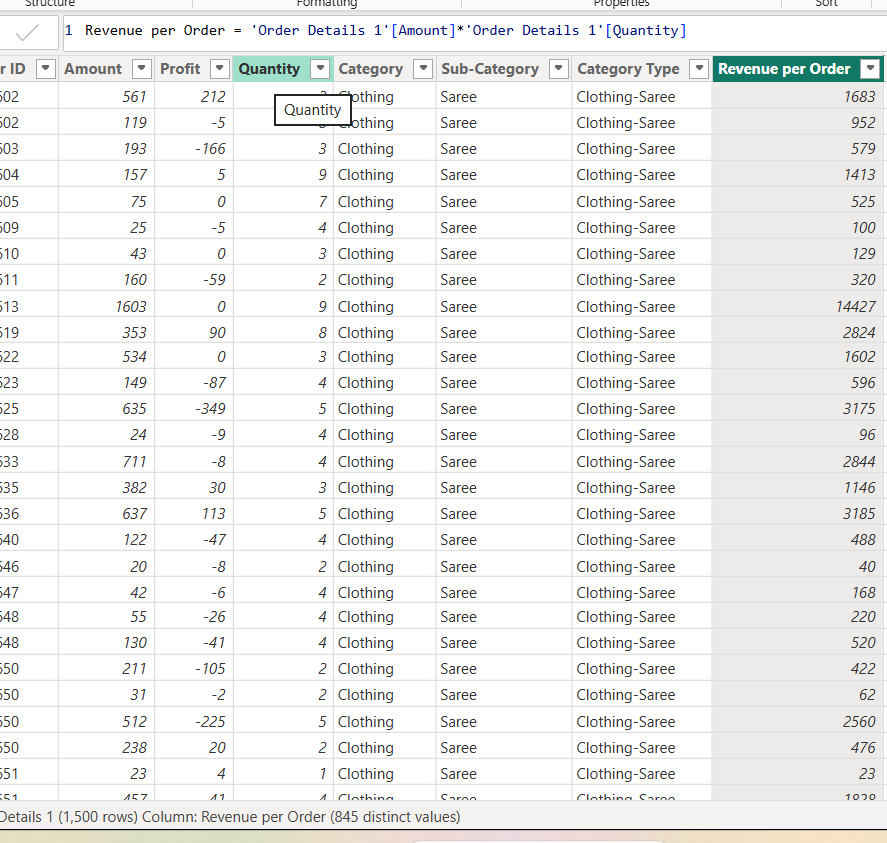 Structure Formatting Properties Sort
1 Revenue per Order = 'Order Details 1'[Amount]*'Order Details 1'[Quantity]
r ID Amount Profit Quantity Category Sub-Category Category Type Revenue per Order
602 561 212 Clothing Saree Clothing-Saree 1683
Quantity
602 119 -5 Clothing Saree Clothing-Saree 952
603 193 -166 3 Clothing Saree Clothing-Saree 579
604 157 5 9 Clothing Saree Clothing-Saree 1413
605 75 0 7 Clothing Saree Clothing-Saree 525
609 25 -5 4 Clothing Saree Clothing-Saree 100
610 43 0 3 Clothing Saree Clothing-Saree 129
611 160 -59 2 Clothing Saree Clothing-Saree 320
613 1603 0 9 Clothing Saree Clothing-Saree 14427
619 353 90 8 Clothing Saree Clothing-Saree 2824
622 534 0 3 Clothing Saree Clothing-Saree 1602
623 149 -87 4 Clothing Saree Clothing-Saree 596
625 635 -349 5 Clothing Saree Clothing-Saree 3175
628 24 -9 4 Clothing Saree Clothing-Saree 96
633 711 -8 4 Clothing Saree Clothing-Saree 2844
635 382 30 3 Clothing Saree Clothing-Saree 1146
636 637 113 5 Clothing Saree Clothing-Saree 3185
640 122 -47 4 Clothing Saree Clothing-Saree 488
646 20 -8 2 Clothing Saree Clothing-Saree 40
647 42 -6 4 Clothing Saree Clothing-Saree 168
648 55 -26 4 Clothing Saree Clothing-Saree 220
648 130 -41 4 Clothing Saree Clothing-Saree 520
650 211 -105 2 Clothing Saree Clothing-Saree 422
650 31 -2 2 Clothing Saree Clothing-Saree 62
650 512 -225 5 Clothing Saree Clothing-Saree 2560
650 238 20 2 Clothing Saree Clothing-Saree 476
651 23 4 1 Clothing Saree Clothing-Saree 23
651 457 41 4 Clothing Saree Clothing-Saree 1828
Details 1 (1,500 rows) Column: Revenue per Order (845 distinct values)